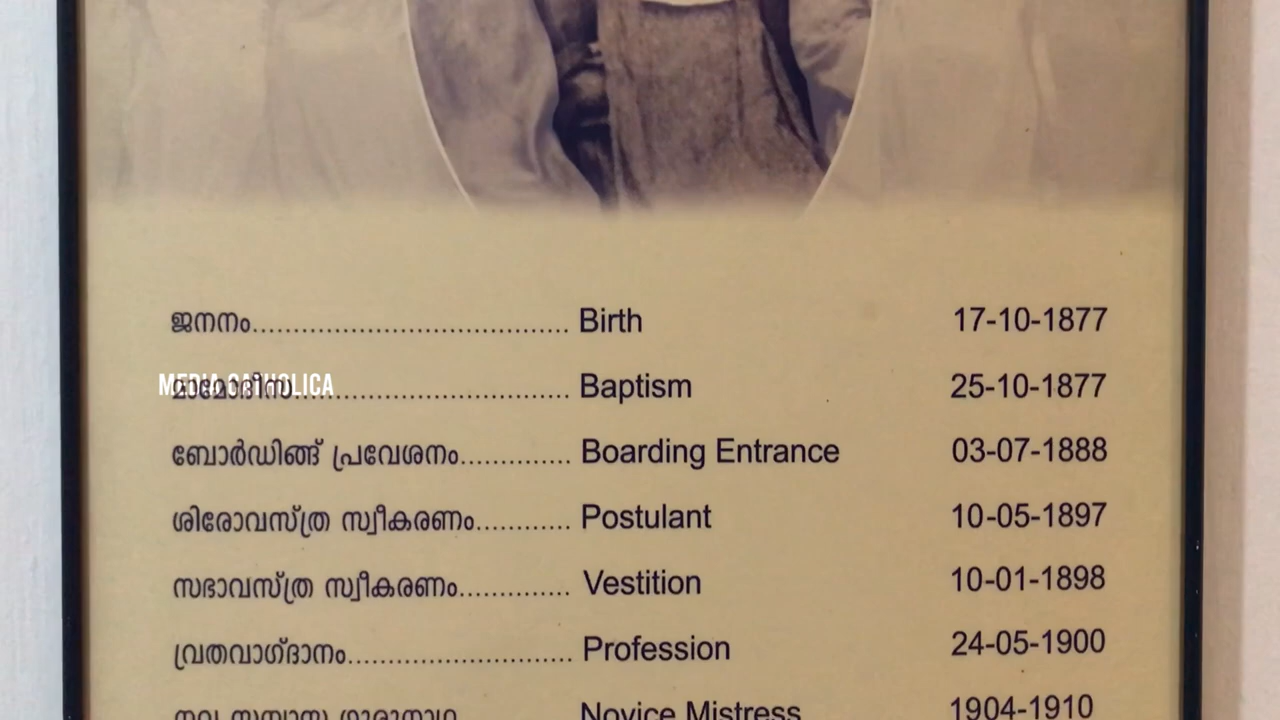 ജനനം..................................... Birth 17-10-1877
MEDIA CATHOLICA
മാമോദീസ................................. Baptism 25-10-1877
ബോർഡിങ്ങ് പ്രവേശനം............. Boarding Entrance 03-07-1888
ശിരോവസ്ത്ര സ്വീകരണം........... Postulant 10-05-1897
സഭാവസ്ത്ര സ്വീകരണം............. Vestition 10-01-1898
വ്രതവാഗ്ദാനം.......................... Profession 24-05-1900
Novice Mistress 1904-1910